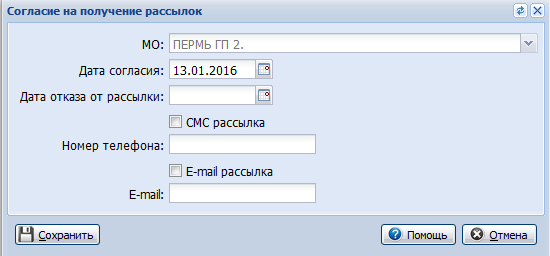 Согласие на получение рассылок
МО: ПЕРМЬ ГП 2.
Дата согласия: 13.01.2016
Дата отказа от рассылки:
СМС рассылка
Номер телефона:
E-mail рассылка
E-mail:
Сохранить Помощь Отмена